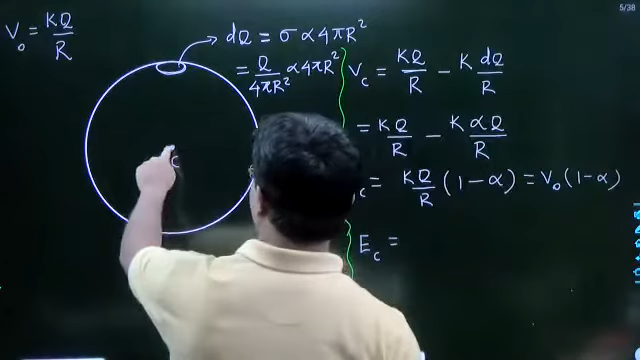 5/38
V₀ = KQ/R
dQ = σ α 4πR²
= Q/4πR² α 4πR²
V_c = KQ/R - K dQ/R
= KQ/R - K αQ/R
c = KQ/R (1-α) = V₀(1-α)
E_c =
c